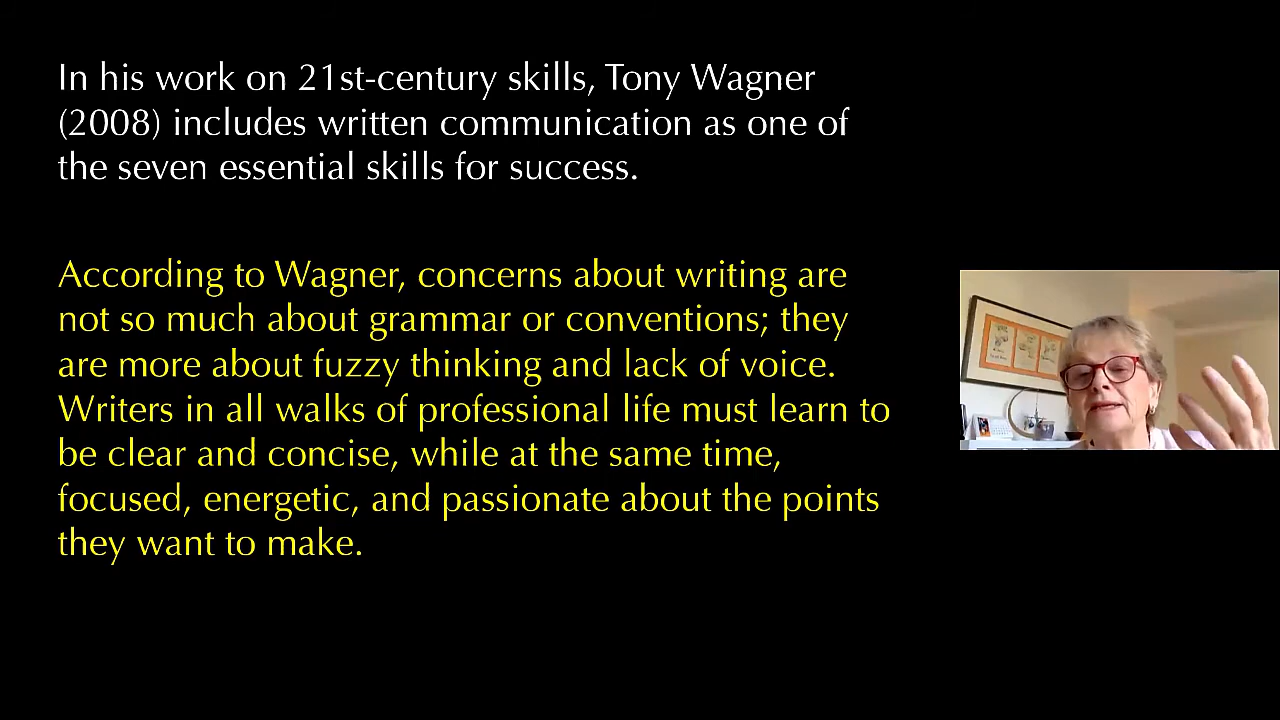 In his work on 21st-century skills, Tony Wagner
(2008) includes written communication as one of
the seven essential skills for success.
According to Wagner, concerns about writing are
not so much about grammar or conventions; they
are more about fuzzy thinking and lack of voice.
Writers in all walks of professional life must learn to
be clear and concise, while at the same time,
focused, energetic, and passionate about the points
they want to make.